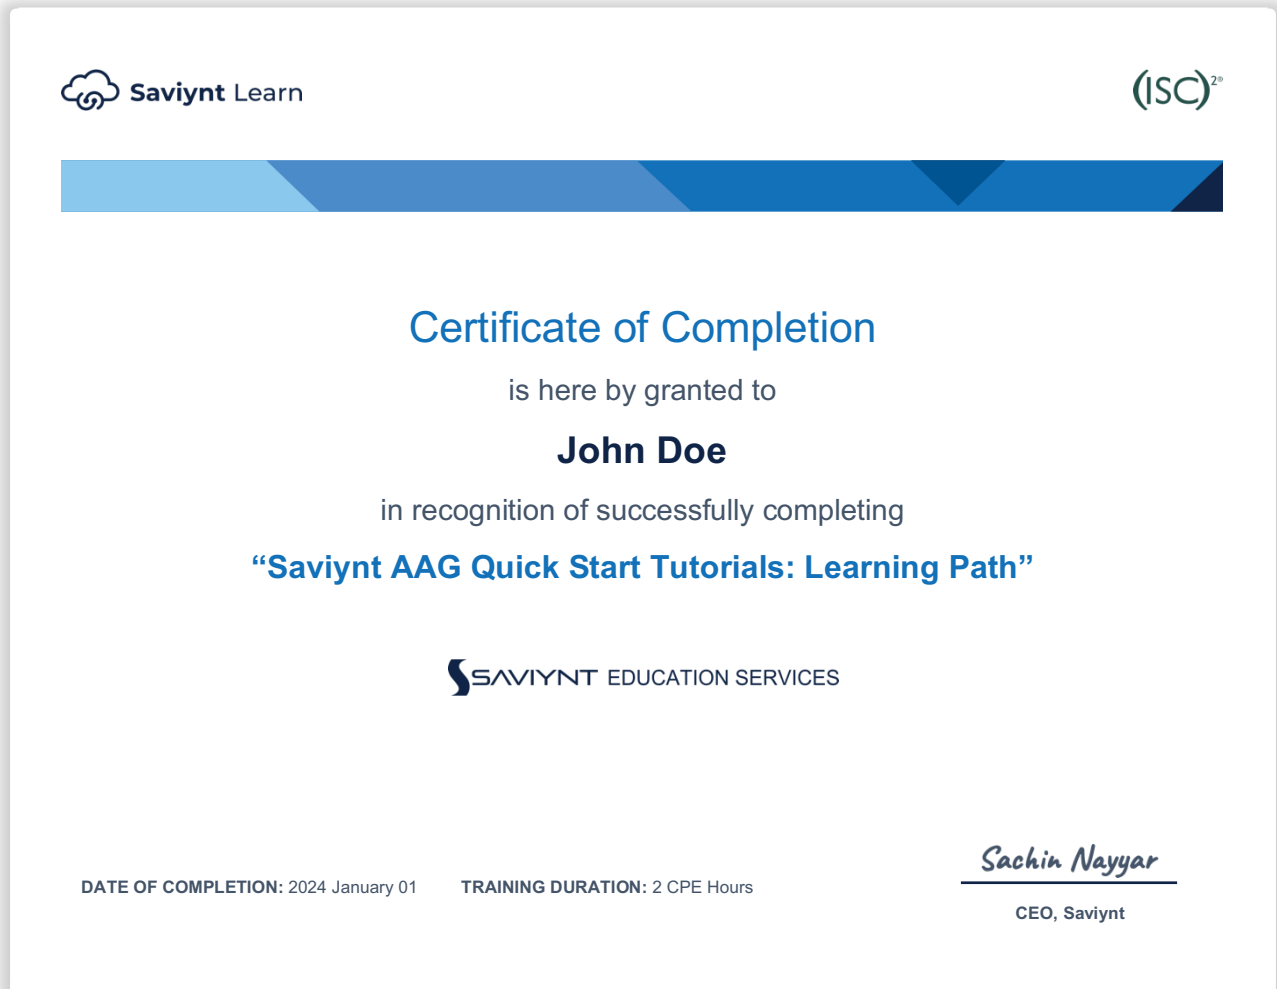 Saviynt Learn
(ISC)²®
Certificate of Completion
is here by granted to
John Doe
in recognition of successfully completing
“Saviynt AAG Quick Start Tutorials: Learning Path”
SAVIYNT EDUCATION SERVICES
Sachin Nayyar
DATE OF COMPLETION: 2024 January 01 TRAINING DURATION: 2 CPE Hours
CEO, Saviynt